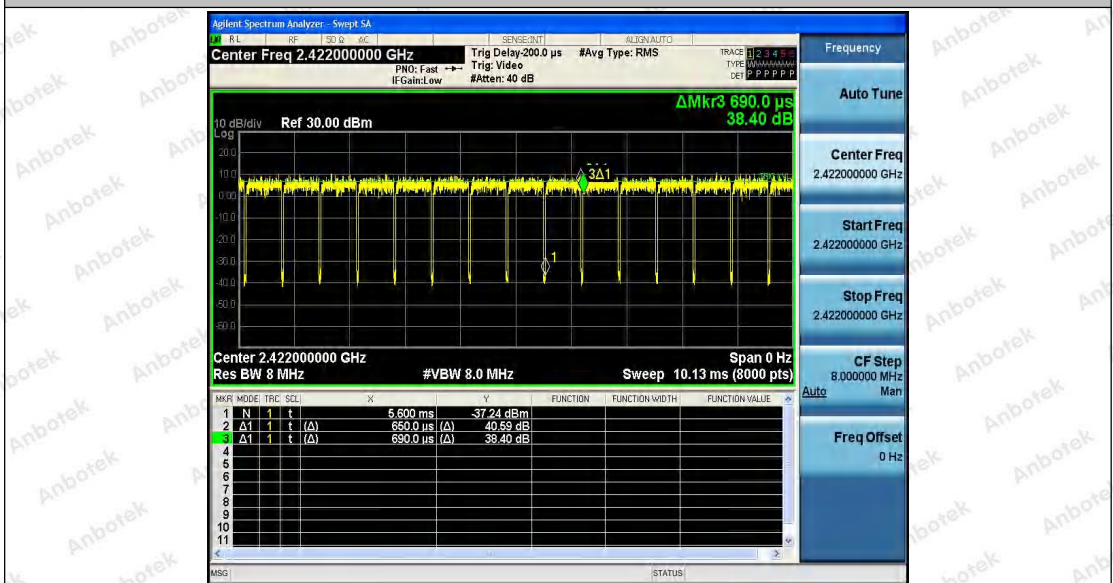 Agilent Spectrum Analyzer - Swept SA
RL RF 50 Ω AC SENSE:INT ALIGNAUTO
Center Freq 2.422000000 GHz
PNO: Fast
IFGain:Low
Trig Delay-200.0 µs
Trig: Video
#Atten: 40 dB
#Avg Type: RMS
TRACE 1 2 3 4 5 6
TYPE
DET P P P P P P
ΔMkr3 690.0 µs
38.40 dB
10 dB/div
Log
Ref 30.00 dBm
20.0
10.0
0.00
-10.0
-20.0
-30.0
-40.0
-50.0
-60.0
3Δ1
1
Center 2.422000000 GHz
Span 0 Hz
Res BW 8 MHz
#VBW 8.0 MHz
Sweep 10.13 ms (8000 pts)
MKR MODE TRC SCL X Y FUNCTION FUNCTION WIDTH FUNCTION VALUE
1 N 1 t 5.600 ms -37.24 dBm
2 Δ1 1 t (Δ) 650.0 µs (Δ) 40.59 dB
3 Δ1 1 t (Δ) 690.0 µs (Δ) 38.40 dB
4
5
6
7
8
9
10
11
MSG
STATUS
Frequency
Auto Tune
Center Freq
2.422000000 GHz
Start Freq
2.422000000 GHz
Stop Freq
2.422000000 GHz
CF Step
8.000000 MHz
Auto Man
Freq Offset
0 Hz
Anbotek